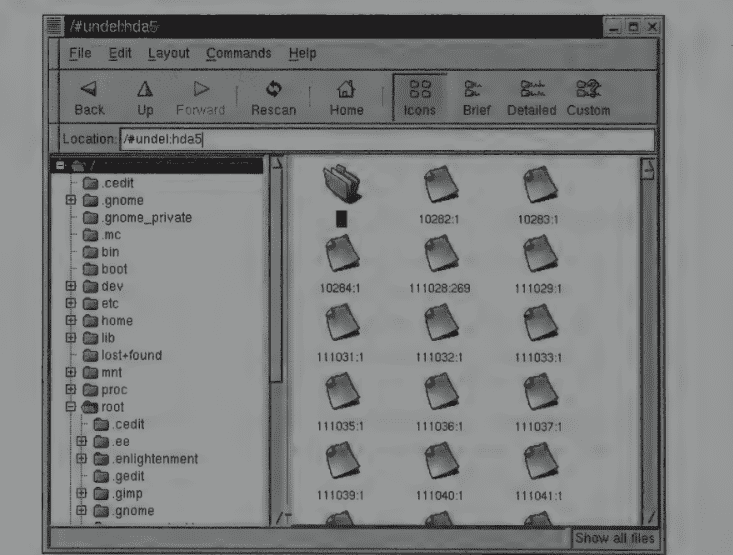 /#undel:hda5
File Edit Layout Commands Help
Back Up Forward Rescan Home Icons Brief Detailed Custom
Location: /#undel:hda5
/
.cedit
.gnome
.gnome_private
.mc
bin
boot
dev
etc
home
lib
lost+found
mnt
proc
root
.cedit
.ee
.enlightenment
.gedit
.gimp
.gnome
10282:1 10283:1
10284:1 111028:269 111029:1
111031:1 111032:1 111033:1
111035:1 111036:1 111037:1
111039:1 111040:1 111041:1
Show all files